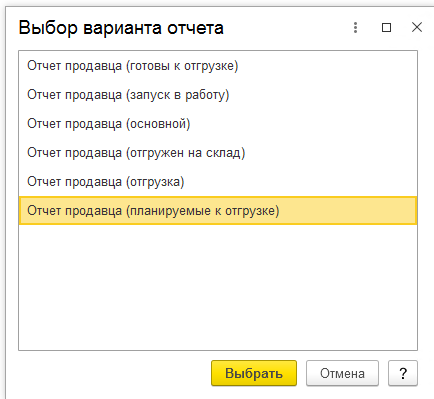 Выбор варианта отчета
Отчет продавца (готовы к отгрузке)
Отчет продавца (запуск в работу)
Отчет продавца (основной)
Отчет продавца (отгружен на склад)
Отчет продавца (отгрузка)
Отчет продавца (планируемые к отгрузке)
Выбрать Отмена ?